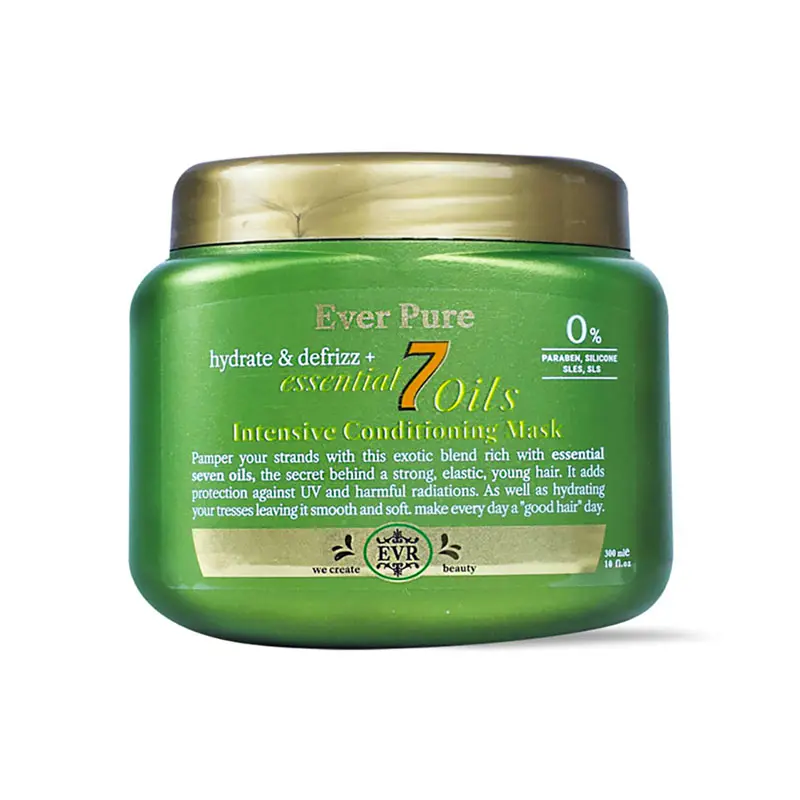 Ever Pure
hydrate & defrizz +
essential 7 Oils
0%
PARABEN, SILICONE
SLES, SLS
Intensive Conditioning Mask
Pamper your strands with this exotic blend rich with essential
seven oils, the secret behind a strong, elastic, young hair. It adds
protection against UV and harmful radiations. As well as hydrating
your tresses leaving it smooth and soft. make every day a "good hair" day.
EVR
we create beauty
300 ml℮
10 fl.oz